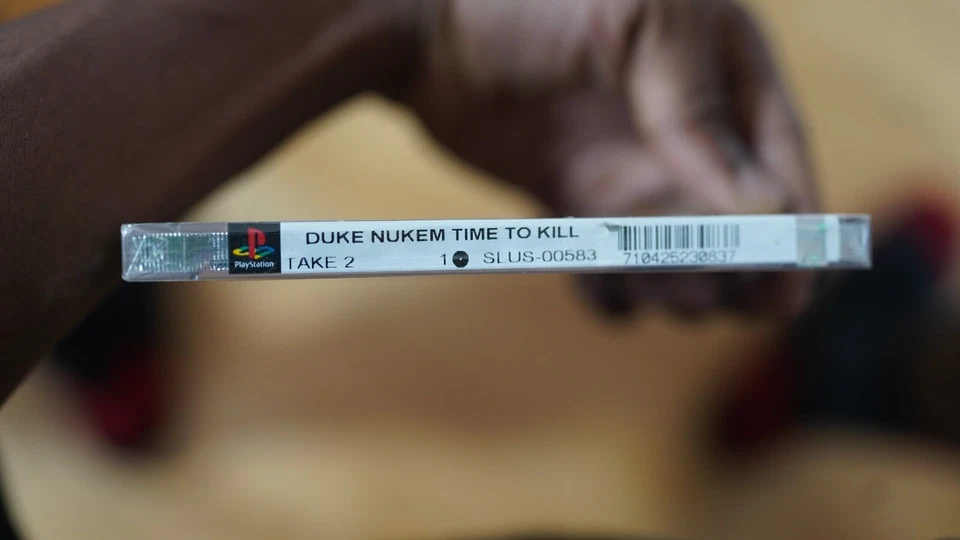 PlayStation
DUKE NUKEM TIME TO KILL
TAKE 2 1 SLUS-00583
710425230837